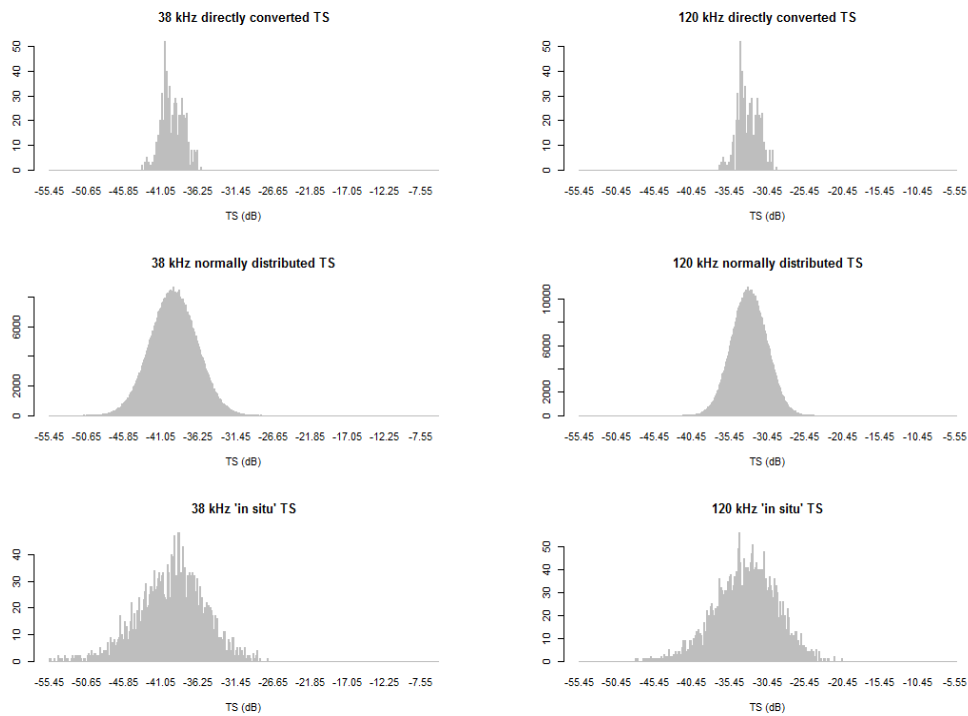 38 kHz directly converted TS
50
40
30
20
10
0
-55.45 -50.65 -45.85 -41.05 -36.25 -31.45 -26.65 -21.85 -17.05 -12.25 -7.55
TS (dB)
120 kHz directly converted TS
50
40
30
20
10
0
-55.45 -50.45 -45.45 -40.45 -35.45 -30.45 -25.45 -20.45 -15.45 -10.45 -5.55
TS (dB)
38 kHz normally distributed TS
6000
2000
0
-55.45 -50.65 -45.85 -41.05 -36.25 -31.45 -26.65 -21.85 -17.05 -12.25 -7.55
TS (dB)
120 kHz normally distributed TS
10000
6000
2000
0
-55.45 -50.45 -45.45 -40.45 -35.45 -30.45 -25.45 -20.45 -15.45 -10.45 -5.55
TS (dB)
38 kHz 'in situ' TS
40
30
20
10
0
-55.45 -50.65 -45.85 -41.05 -36.25 -31.45 -26.65 -21.85 -17.05 -12.25 -7.55
TS (dB)
120 kHz 'in situ' TS
50
40
30
20
10
0
-55.45 -50.45 -45.45 -40.45 -35.45 -30.45 -25.45 -20.45 -15.45 -10.45 -5.55
TS (dB)